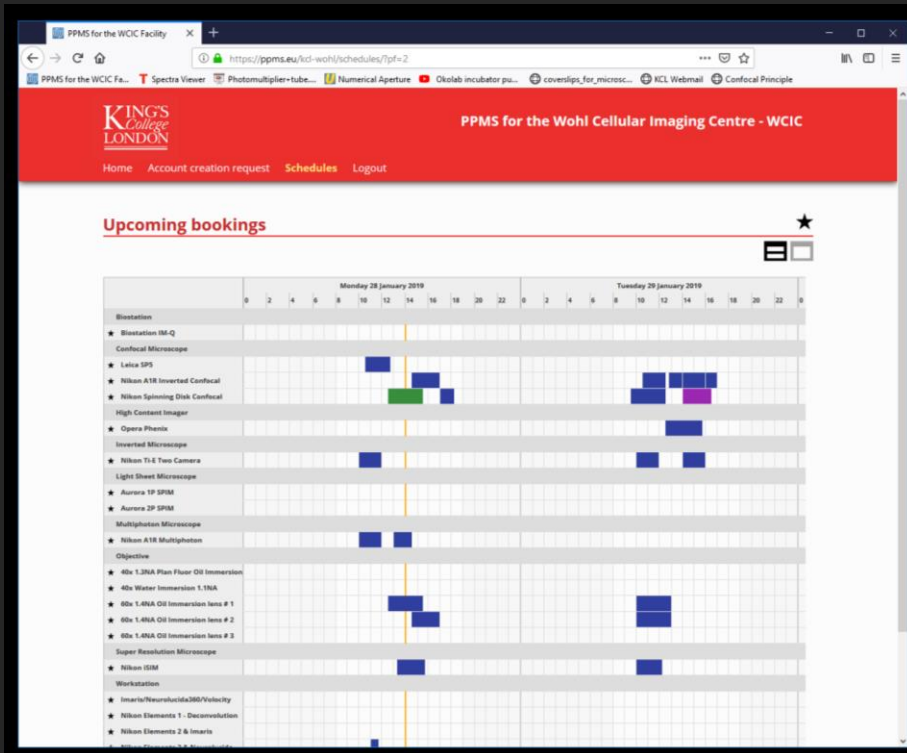 PPMS for the WCIC Facility
https://ppms.eu/kcl-wohl/schedules/?pf=2
PPMS for the WCIC Fa... Spectra Viewer Photomultiplier+tube... Numerical Aperture Okolab incubator pu... coverslips_for_microsc... KCL Webmail Confocal Principle
KING'S
College
LONDON
PPMS for the Wohl Cellular Imaging Centre - WCIC
Home Account creation request Schedules Logout
Upcoming bookings
Monday 28 January 2019 Tuesday 29 January 2019
0 2 4 6 8 10 12 14 16 18 20 22 0 2 4 6 8 10 12 14 16 18 20 22 0
Biostation
Biostation IM-Q
Confocal Microscope
Leica SP5
Nikon A1R Inverted Confocal
Nikon Spinning Disk Confocal
High Content Imager
Opera Phenix
Inverted Microscope
Nikon Ti-E Two Camera
Light Sheet Microscope
Aurora 1P SPIM
Aurora 2P SPIM
Multiphoton Microscope
Nikon A1R Multiphoton
Objective
40x 1.3NA Plan Fluor Oil Immersion
40x Water Immersion 1.1NA
60x 1.4NA Oil Immersion lens # 1
60x 1.4NA Oil Immersion lens # 2
60x 1.4NA Oil Immersion lens # 3
Super Resolution Microscope
Nikon iSIM
Workstation
Imaris/Neurolucida360/Volocity
Nikon Elements 1 - Deconvolution
Nikon Elements 2 & Imaris